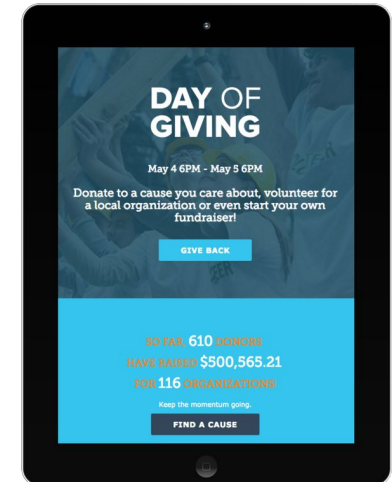 DAY OF
GIVING
May 4 6PM - May 5 6PM
Donate to a cause you care about, volunteer for
a local organization or even start your own
fundraiser!
GIVE BACK
SO FAR, 610 DONORS
HAVE RAISED $500,565.21
FOR 116 ORGANIZATIONS!
Keep the momentum going.
FIND A CAUSE